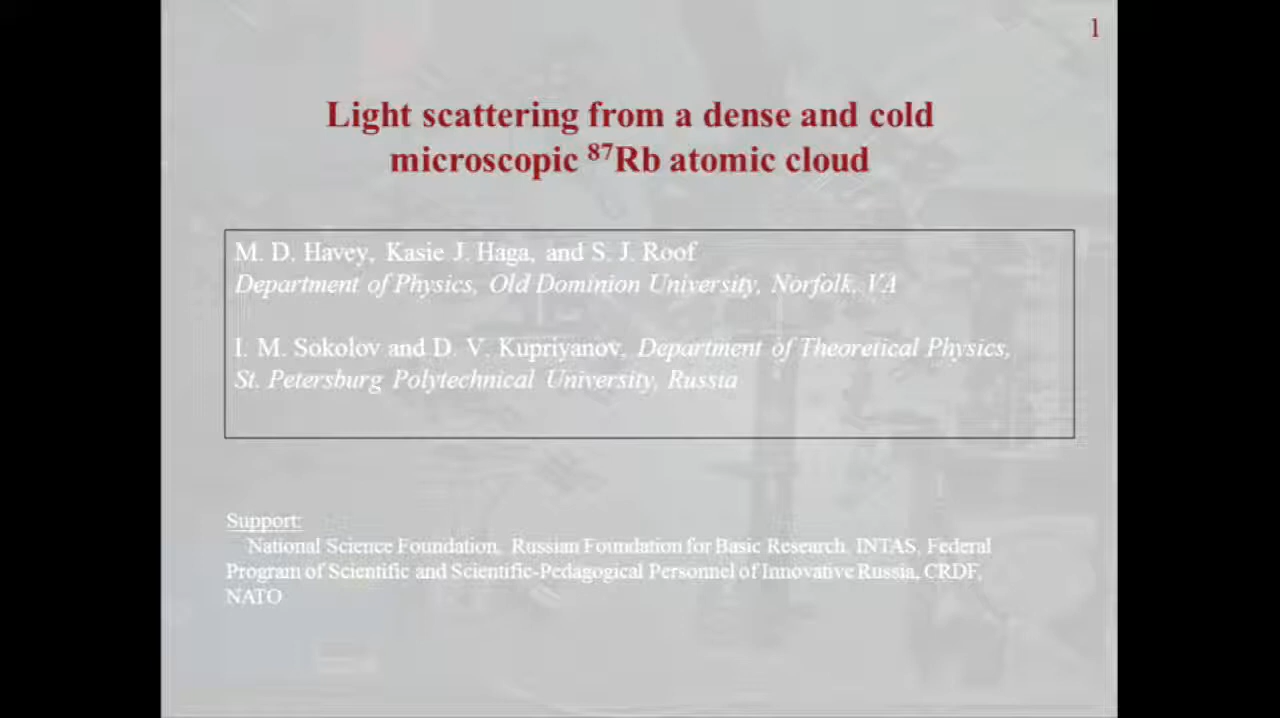 1
Light scattering from a dense and cold
microscopic ⁸⁷Rb atomic cloud
M. D. Havey, Kasie J. Haga, and S. J. Roof
Department of Physics, Old Dominion University, Norfolk, VA
I. M. Sokolov and D. V. Kupriyanov, Department of Theoretical Physics,
St. Petersburg Polytechnical University, Russia
Support:
National Science Foundation, Russian Foundation for Basic Research, INTAS, Federal
Program of Scientific and Scientific-Pedagogical Personnel of Innovative Russia, CRDF,
NATO